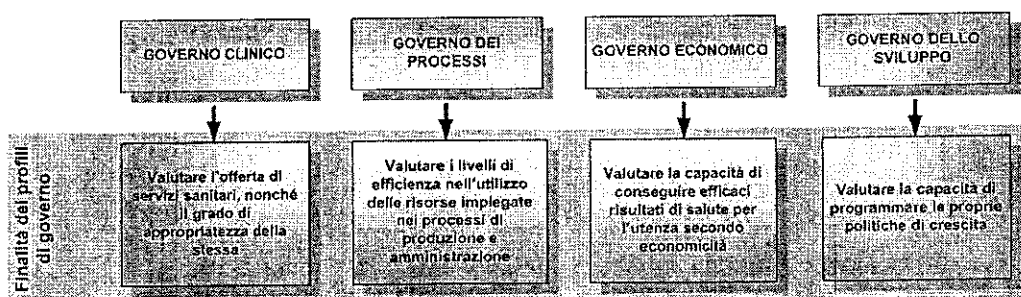 GOVERNO CLINICO
GOVERNO DEI
PROCESSI
GOVERNO ECONOMICO
GOVERNO DELLO
SVILUPPO
Finalità dei profili
di governo
Valutare l'offerta di
servizi sanitari, nonché
il grado di
appropriatezza della
stessa
Valutare i livelli di
efficienza nell'utilizzo
delle risorse impiegate
nei processi di
produzione e
amministrazione
Valutare la capacità di
conseguire efficaci
risultati di salute per
l'utenza secondo
economicità
Valutare la capacità di
programmare le proprie
politiche di crescita